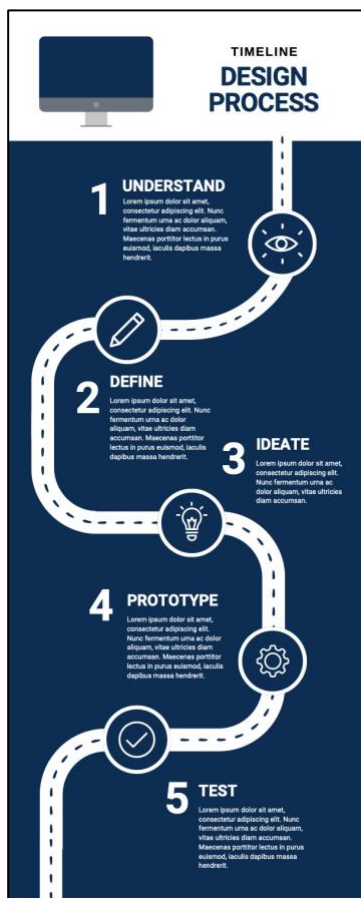 TIMELINE
DESIGN
PROCESS
1 UNDERSTAND
Lorem ipsum dolor sit amet,
consectetur adipiscing elit. Nunc
fermentum urna ac dolor aliquam,
vitae ultricies diam accumsan.
Maecenas porttitor lectus in purus
euismod, iaculis dapibus massa
hendrerit.
2 DEFINE
Lorem ipsum dolor sit amet,
consectetur adipiscing elit. Nunc
fermentum urna ac dolor
aliquam, vitae ultricies diam
accumsan. Maecenas porttitor
lectus in purus euismod, iaculis
dapibus massa hendrerit.
3 IDEATE
Lorem ipsum dolor sit amet,
consectetur adipiscing elit.
Nunc fermentum urna ac
dolor aliquam, vitae ultricies
diam accumsan.
4 PROTOTYPE
Lorem ipsum dolor sit amet,
consectetur adipiscing elit.
Nunc fermentum urna ac dolor
aliquam, vitae ultricies diam
accumsan. Maecenas porttitor
lectus in purus euismod, iaculis
dapibus massa hendrerit.
5 TEST
Lorem ipsum dolor sit amet,
consectetur adipiscing elit. Nunc
fermentum urna ac dolor
aliquam, vitae ultricies diam
accumsan. Maecenas porttitor
lectus in purus euismod, iaculis
dapibus massa hendrerit.